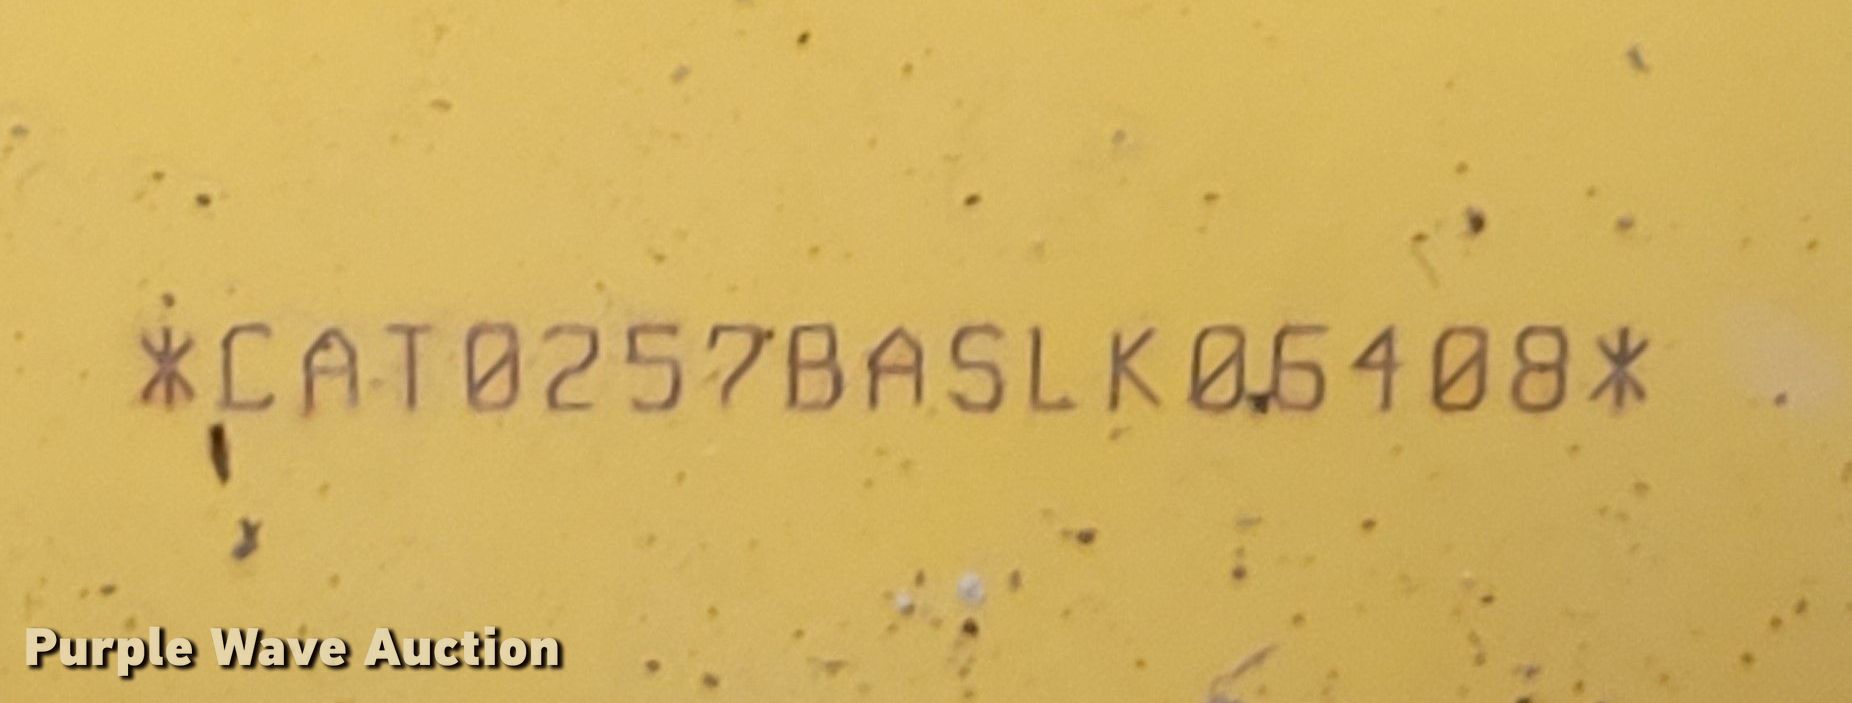 *CAT0257BASLK06408*
Purple Wave Auction